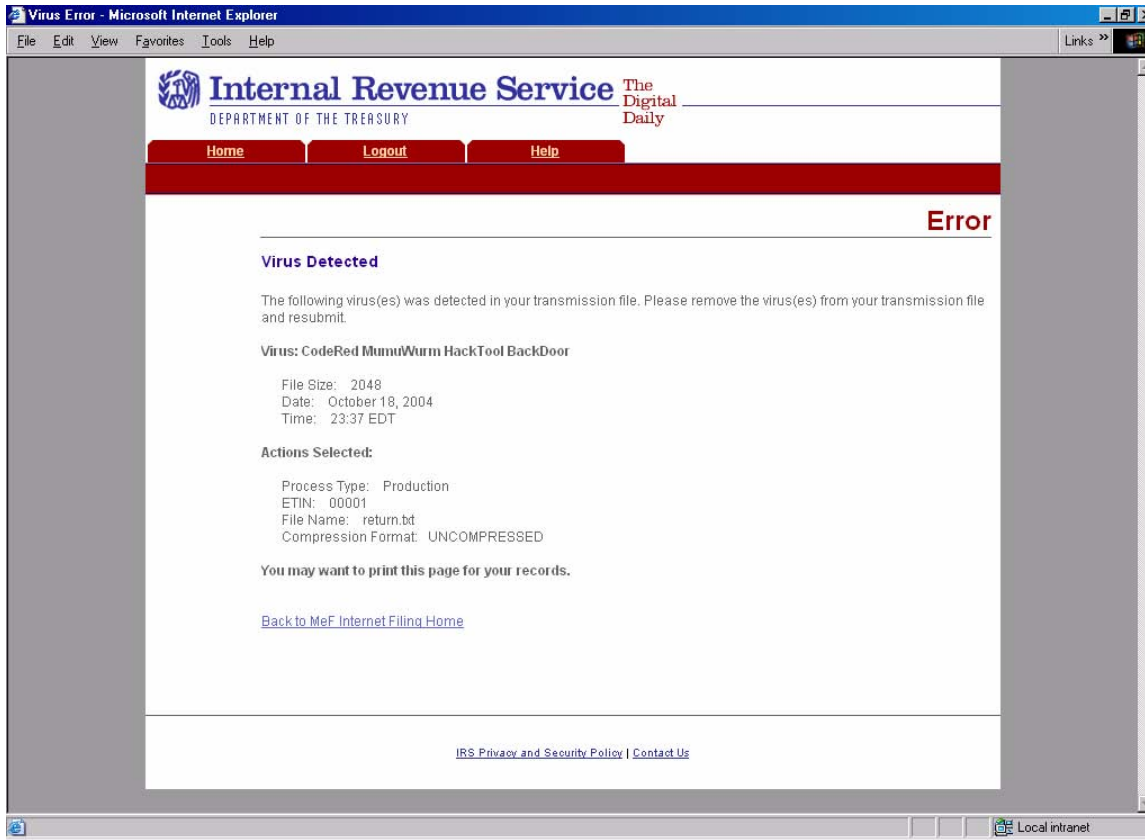 Virus Error - Microsoft Internet Explorer
File Edit View Favorites Tools Help Links »
Internal Revenue Service
DEPARTMENT OF THE TREASURY
The
Digital
Daily
Home Logout Help
Error
Virus Detected
The following virus(es) was detected in your transmission file. Please remove the virus(es) from your transmission file
and resubmit.
Virus: CodeRed MumuWurm HackTool BackDoor
File Size: 2048
Date: October 18, 2004
Time: 23:37 EDT
Actions Selected:
Process Type: Production
ETIN: 00001
File Name: return.txt
Compression Format: UNCOMPRESSED
You may want to print this page for your records.
Back to MeF Internet Filing Home
IRS Privacy and Security Policy | Contact Us
Local intranet